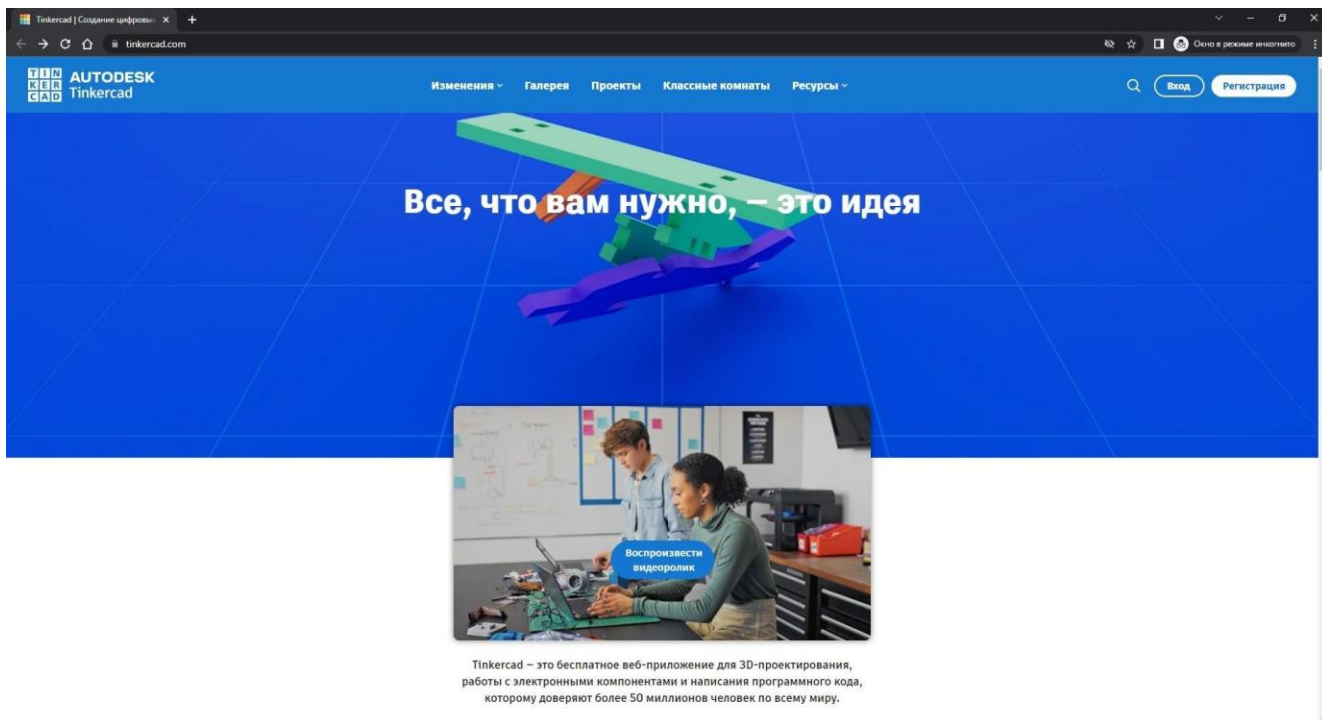 Tinkercad | Создание цифровы
tinkercad.com
Окно в режиме инкогнито
TIN
KER
CAD
AUTODESK
Tinkercad
Изменения
Галерея
Проекты
Классные комнаты
Ресурсы
Вход
Регистрация
Все, что вам нужно, – это идея
Воспроизвести
видеоролик
Tinkercad – это бесплатное веб-приложение для 3D-проектирования,
работы с электронными компонентами и написания программного кода,
которому доверяют более 50 миллионов человек по всему миру.